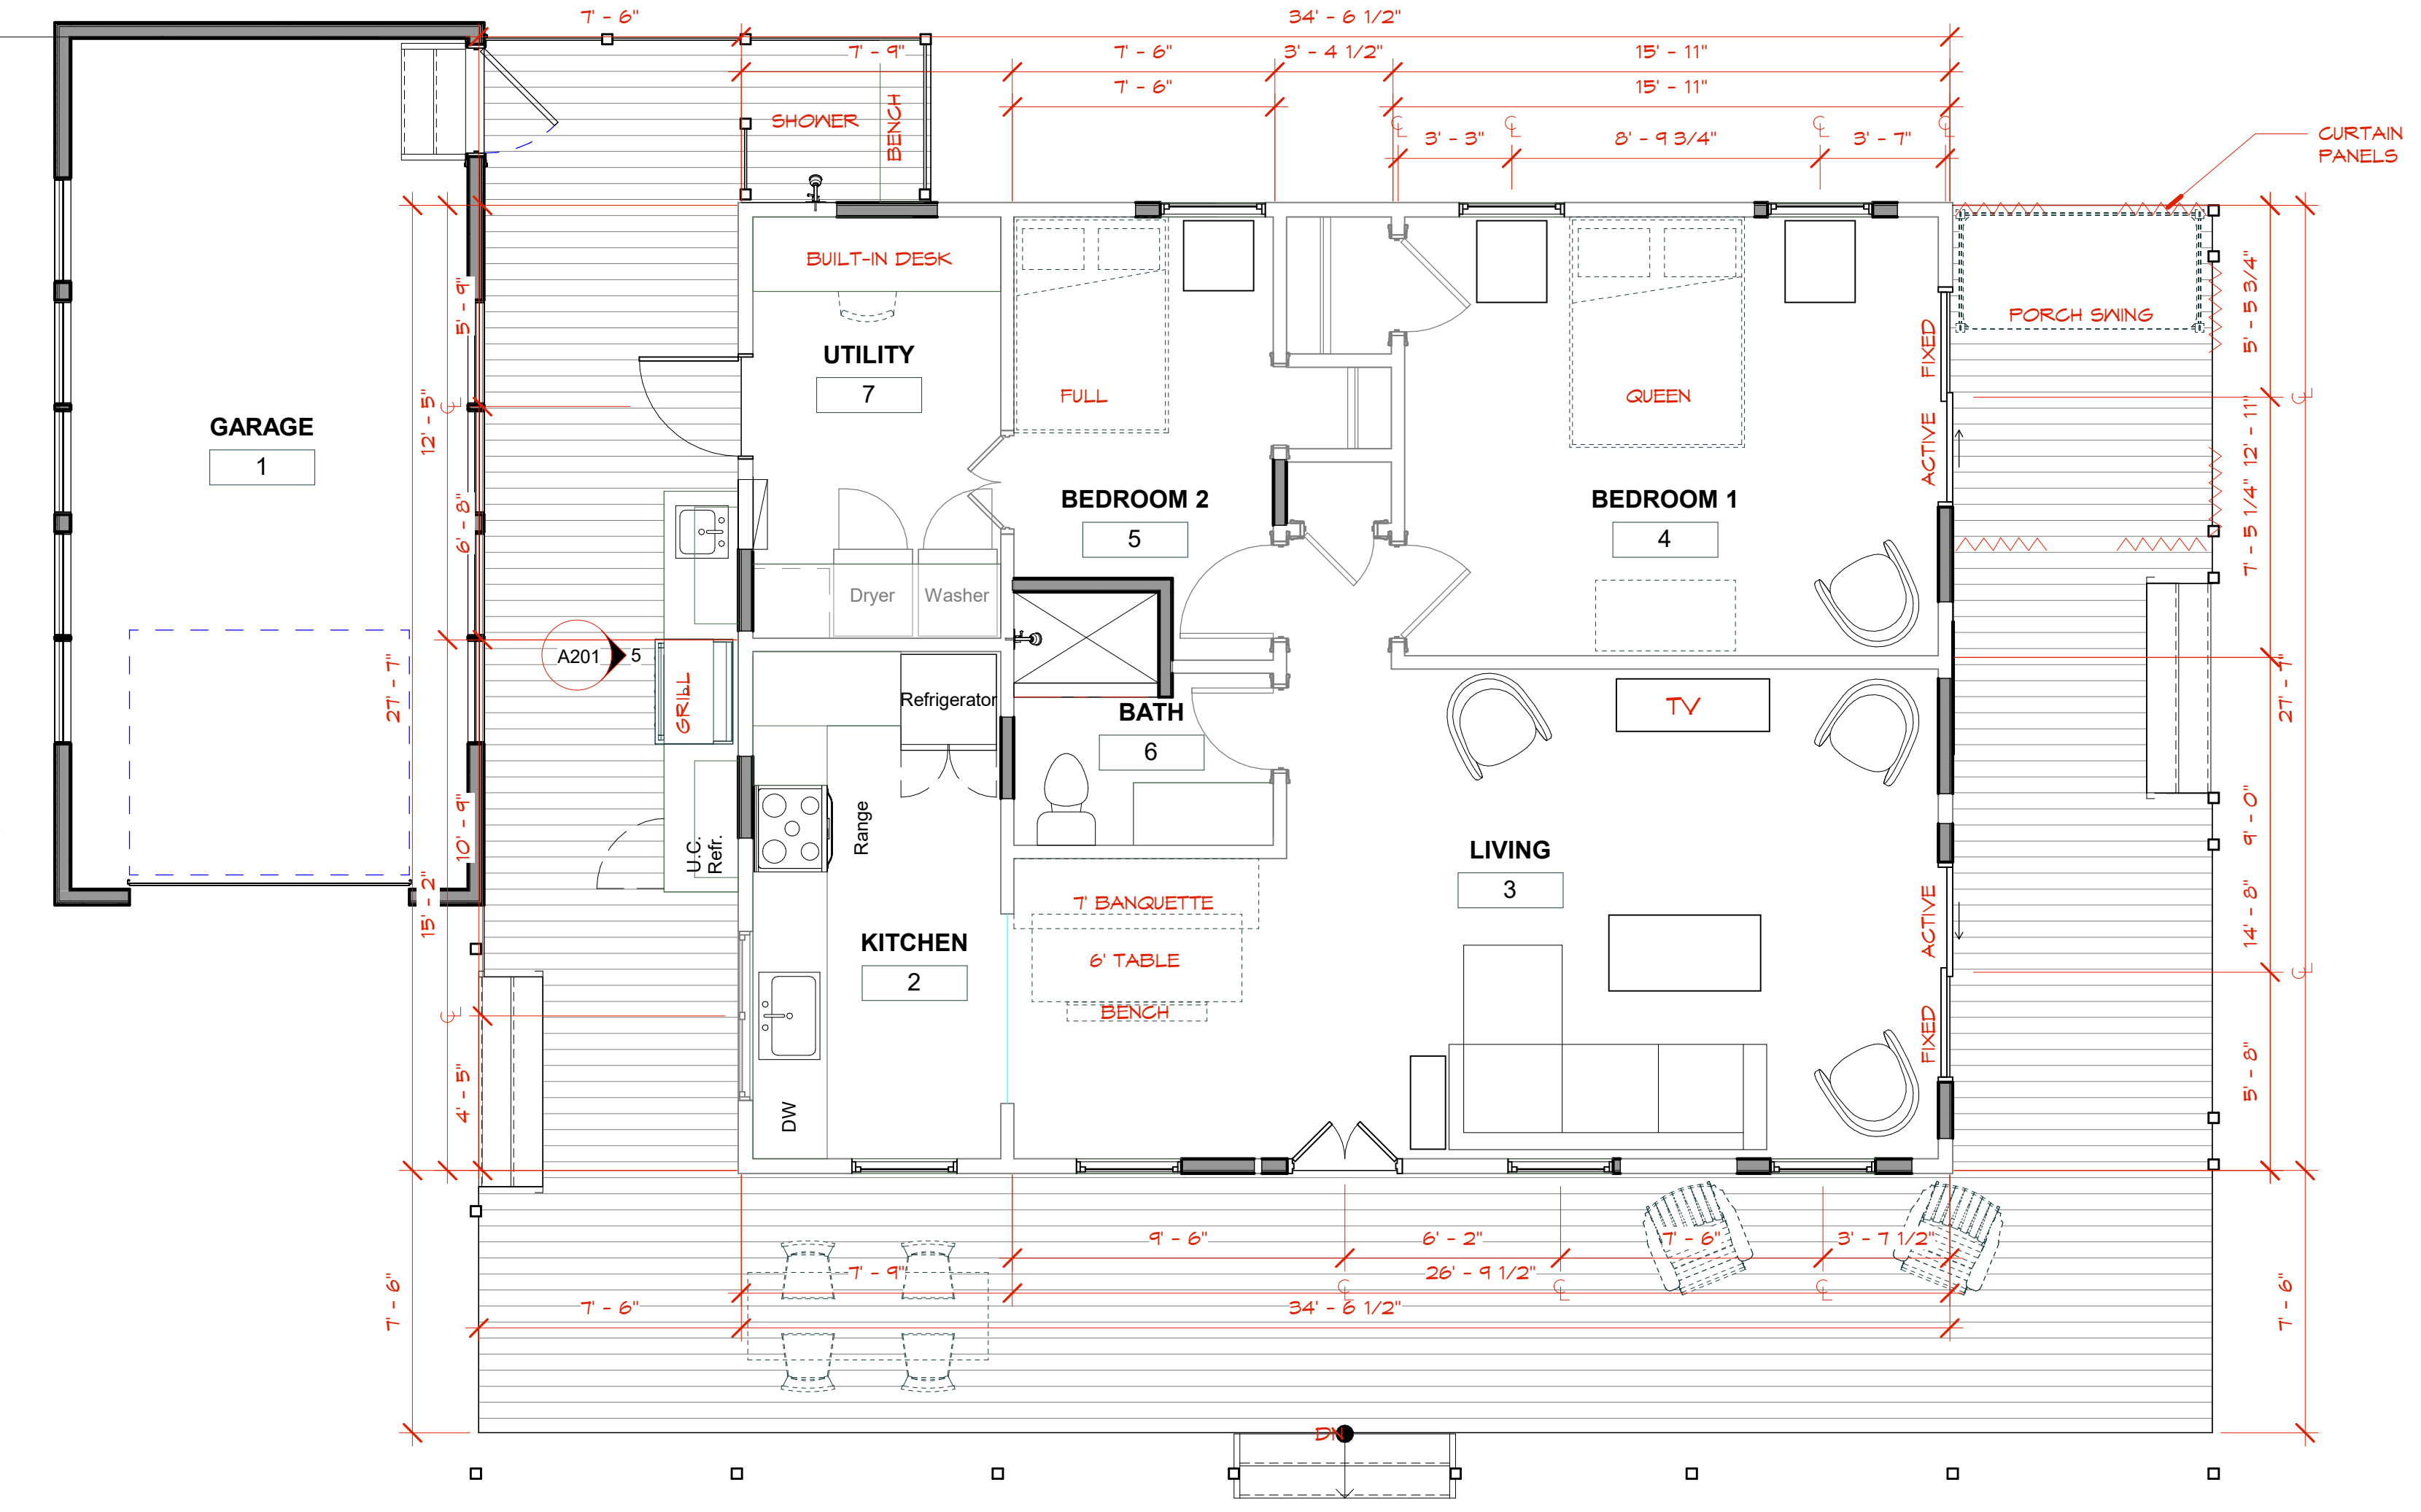 7' - 6"
34' - 6 1/2"
7' - 9"
7' - 6"
3' - 4 1/2"
15' - 11"
7' - 6"
15' - 11"
SHOWER
BENCH
3' - 3"
8' - 9 3/4"
3' - 7"
CURTAIN
PANELS
BUILT-IN DESK
PORCH SWING
5' - 9"
5' - 5 3/4"
UTILITY
7
FULL
QUEEN
FIXED
GARAGE
1
12' - 5"
ACTIVE
12' - 11"
BEDROOM 2
5
BEDROOM 1
4
6' - 8"
7' - 5 1/4"
Dryer
Washer
A201
5
27' - 7"
GRILL
Refrigerator
BATH
6
TV
27' - 7"
10' - 9"
U.C.
Refr.
Range
LIVING
3
9' - 0"
15' - 2"
7' BANQUETTE
ACTIVE
14' - 8"
KITCHEN
2
6' TABLE
BENCH
FIXED
4' - 5"
DW
5' - 8"
9' - 6"
6' - 2"
7' - 6"
3' - 7 1/2"
7' - 9"
26' - 9 1/2"
7' - 6"
7' - 6"
34' - 6 1/2"
7' - 6"
DN